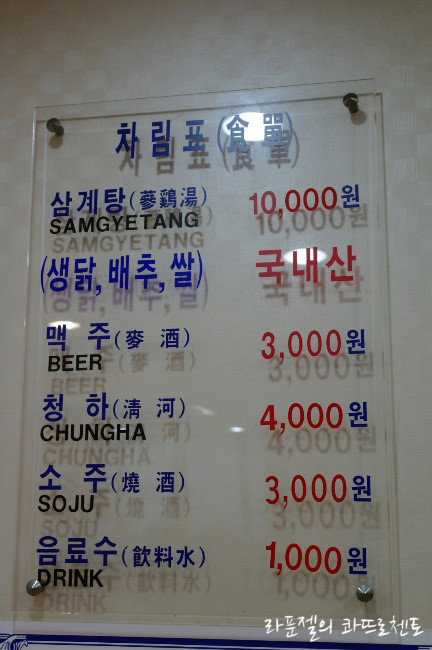 차림표(食單)
삼계탕(蔘鷄湯) 10,000원
SAMGYETANG
(생닭, 배추, 쌀) 국내산
맥 주(麥 酒) 3,000원
BEER
청 하(淸 河) 4,000원
CHUNGHA
소 주(燒 酒) 3,000원
SOJU
음료수(飮料水) 1,000원
DRINK
라푼젤의 콰뜨로첸토